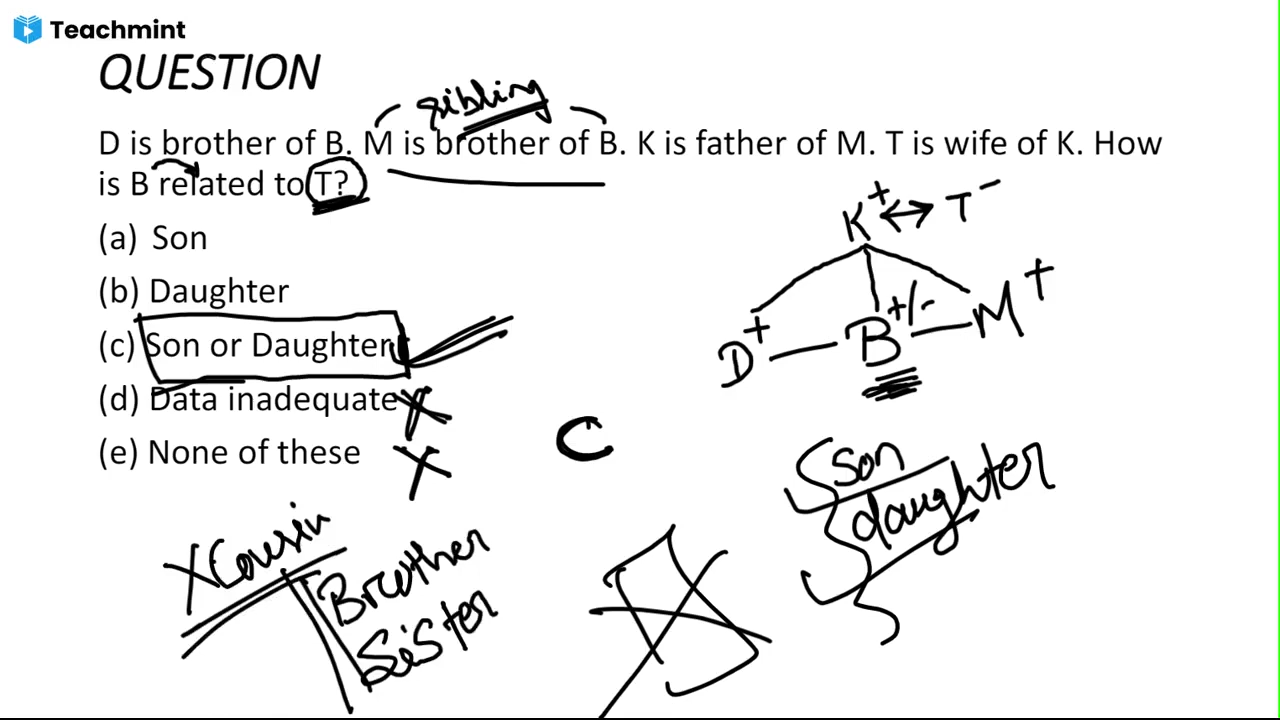 Teachmint
QUESTION
sibling
D is brother of B. M is brother of B. K is father of M. T is wife of K. How
is B related to T?
(a) Son
(b) Daughter
(c) Son or Daughter
(d) Data inadequate
(e) None of these
K+ ↔ T-
D+ B+/- M+
C
Son
daughter
X Cousin
Brother
Sister